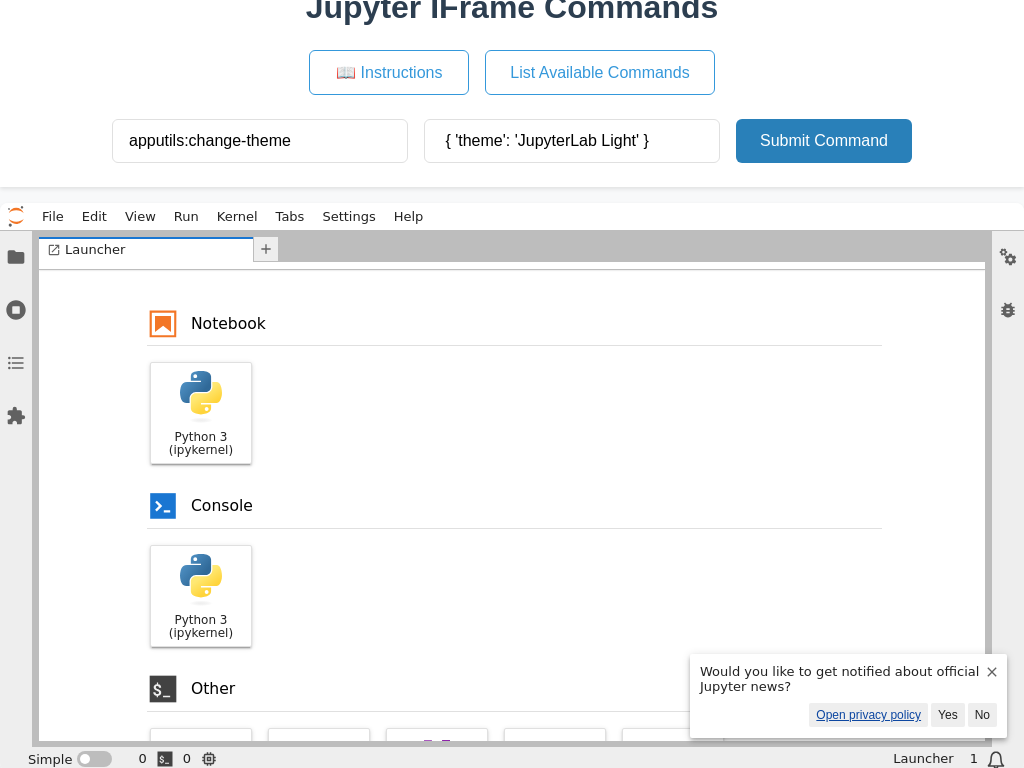 Jupyter IFrame Commands
📖 Instructions
List Available Commands
apputils:change-theme
{ 'theme': 'JupyterLab Light' }
Submit Command
File
Edit
View
Run
Kernel
Tabs
Settings
Help
Launcher
Notebook
Python 3
(ipykernel)
Console
Python 3
(ipykernel)
$_
Other
Would you like to get notified about official
Jupyter news?
Open privacy policy
Yes
No
Simple
0
$_
0
Launcher
1